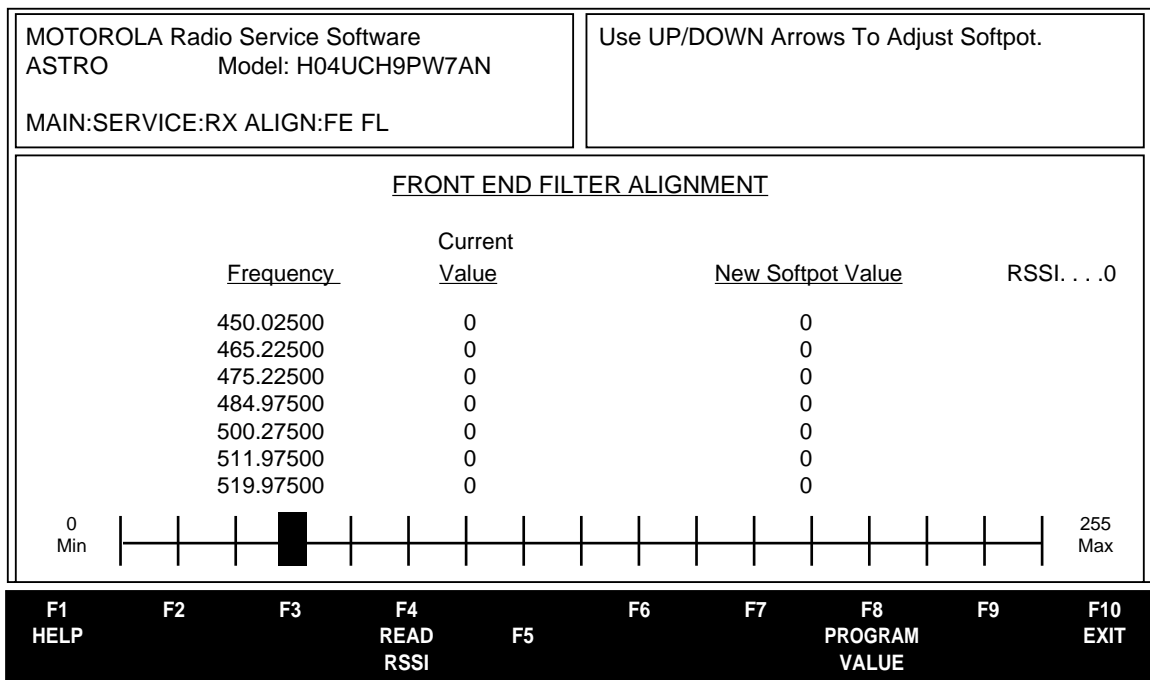 MOTOROLA Radio Service Software
ASTRO Model: H04UCH9PW7AN
MAIN:SERVICE:RX ALIGN:FE FL
Use UP/DOWN Arrows To Adjust Softpot.
FRONT END FILTER ALIGNMENT
Current
Frequency Value New Softpot Value RSSI. . . .0
450.02500 0 0
465.22500 0 0
475.22500 0 0
484.97500 0 0
500.27500 0 0
511.97500 0 0
519.97500 0 0
0 255
Min Max
F1 F2 F3 F4 F6 F7 F8 F9 F10
HELP READ F5 PROGRAM EXIT
RSSI VALUE